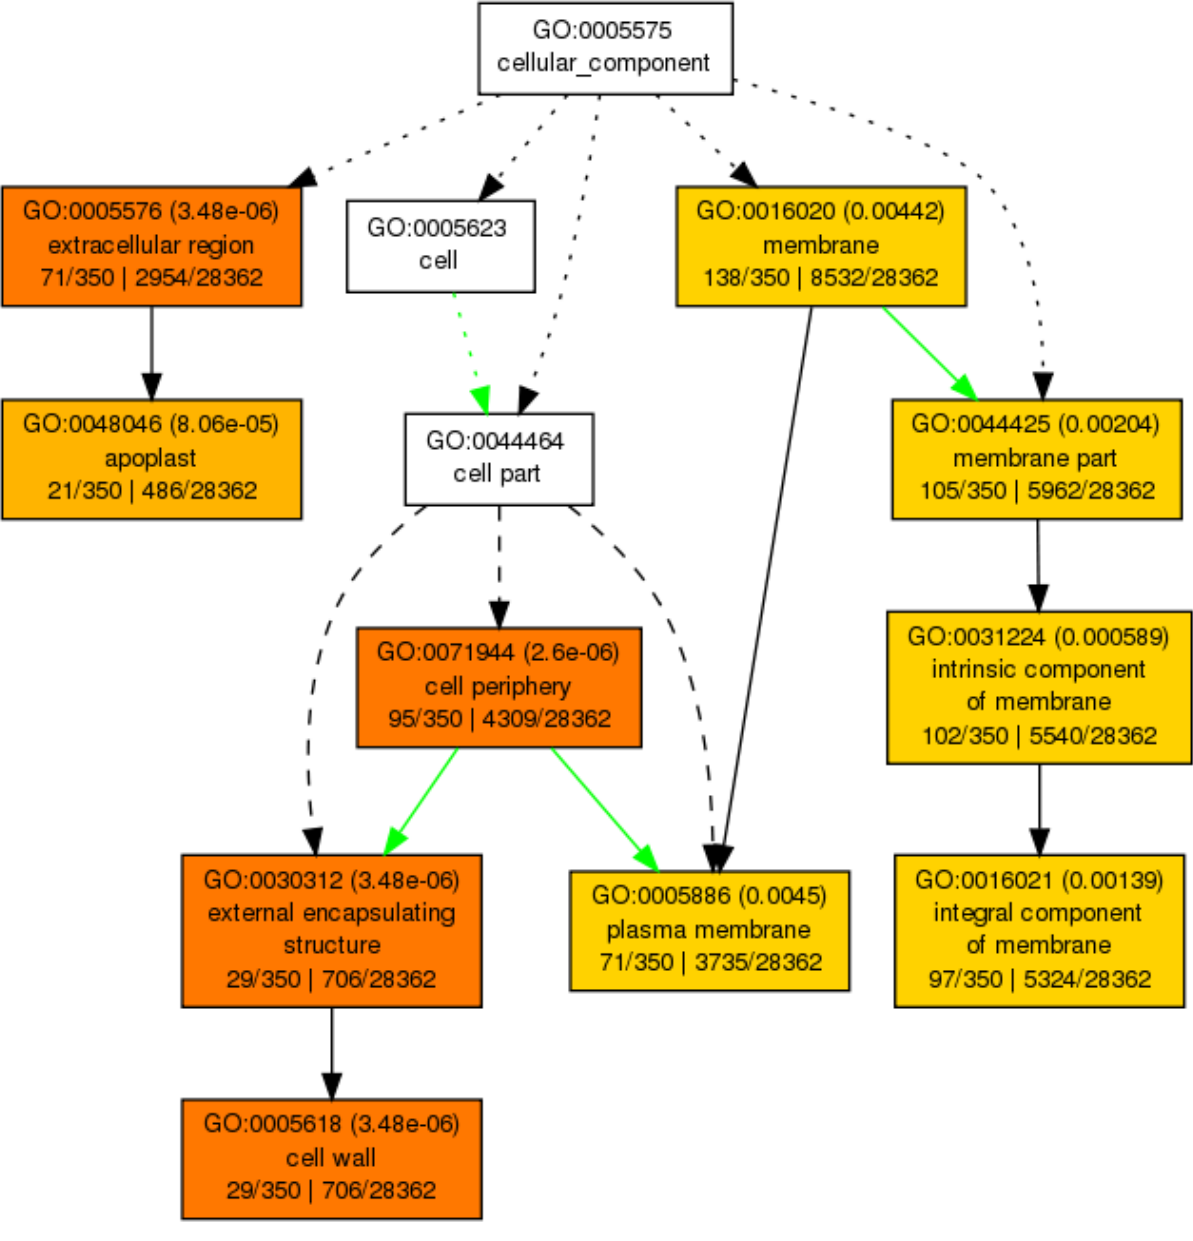 GO:0005575
cellular_component
GO:0005576 (3.48e-06)
extracellular region
71/350 | 2954/28362
GO:0005623
cell
GO:0016020 (0.00442)
membrane
138/350 | 8532/28362
GO:0048046 (8.06e-05)
apoplast
21/350 | 486/28362
GO:0044464
cell part
GO:0044425 (0.00204)
membrane part
105/350 | 5962/28362
GO:0071944 (2.6e-06)
cell periphery
95/350 | 4309/28362
GO:0031224 (0.000589)
intrinsic component
of membrane
102/350 | 5540/28362
GO:0030312 (3.48e-06)
external encapsulating
structure
29/350 | 706/28362
GO:0005886 (0.0045)
plasma membrane
71/350 | 3735/28362
GO:0016021 (0.00139)
integral component
of membrane
97/350 | 5324/28362
GO:0005618 (3.48e-06)
cell wall
29/350 | 706/28362